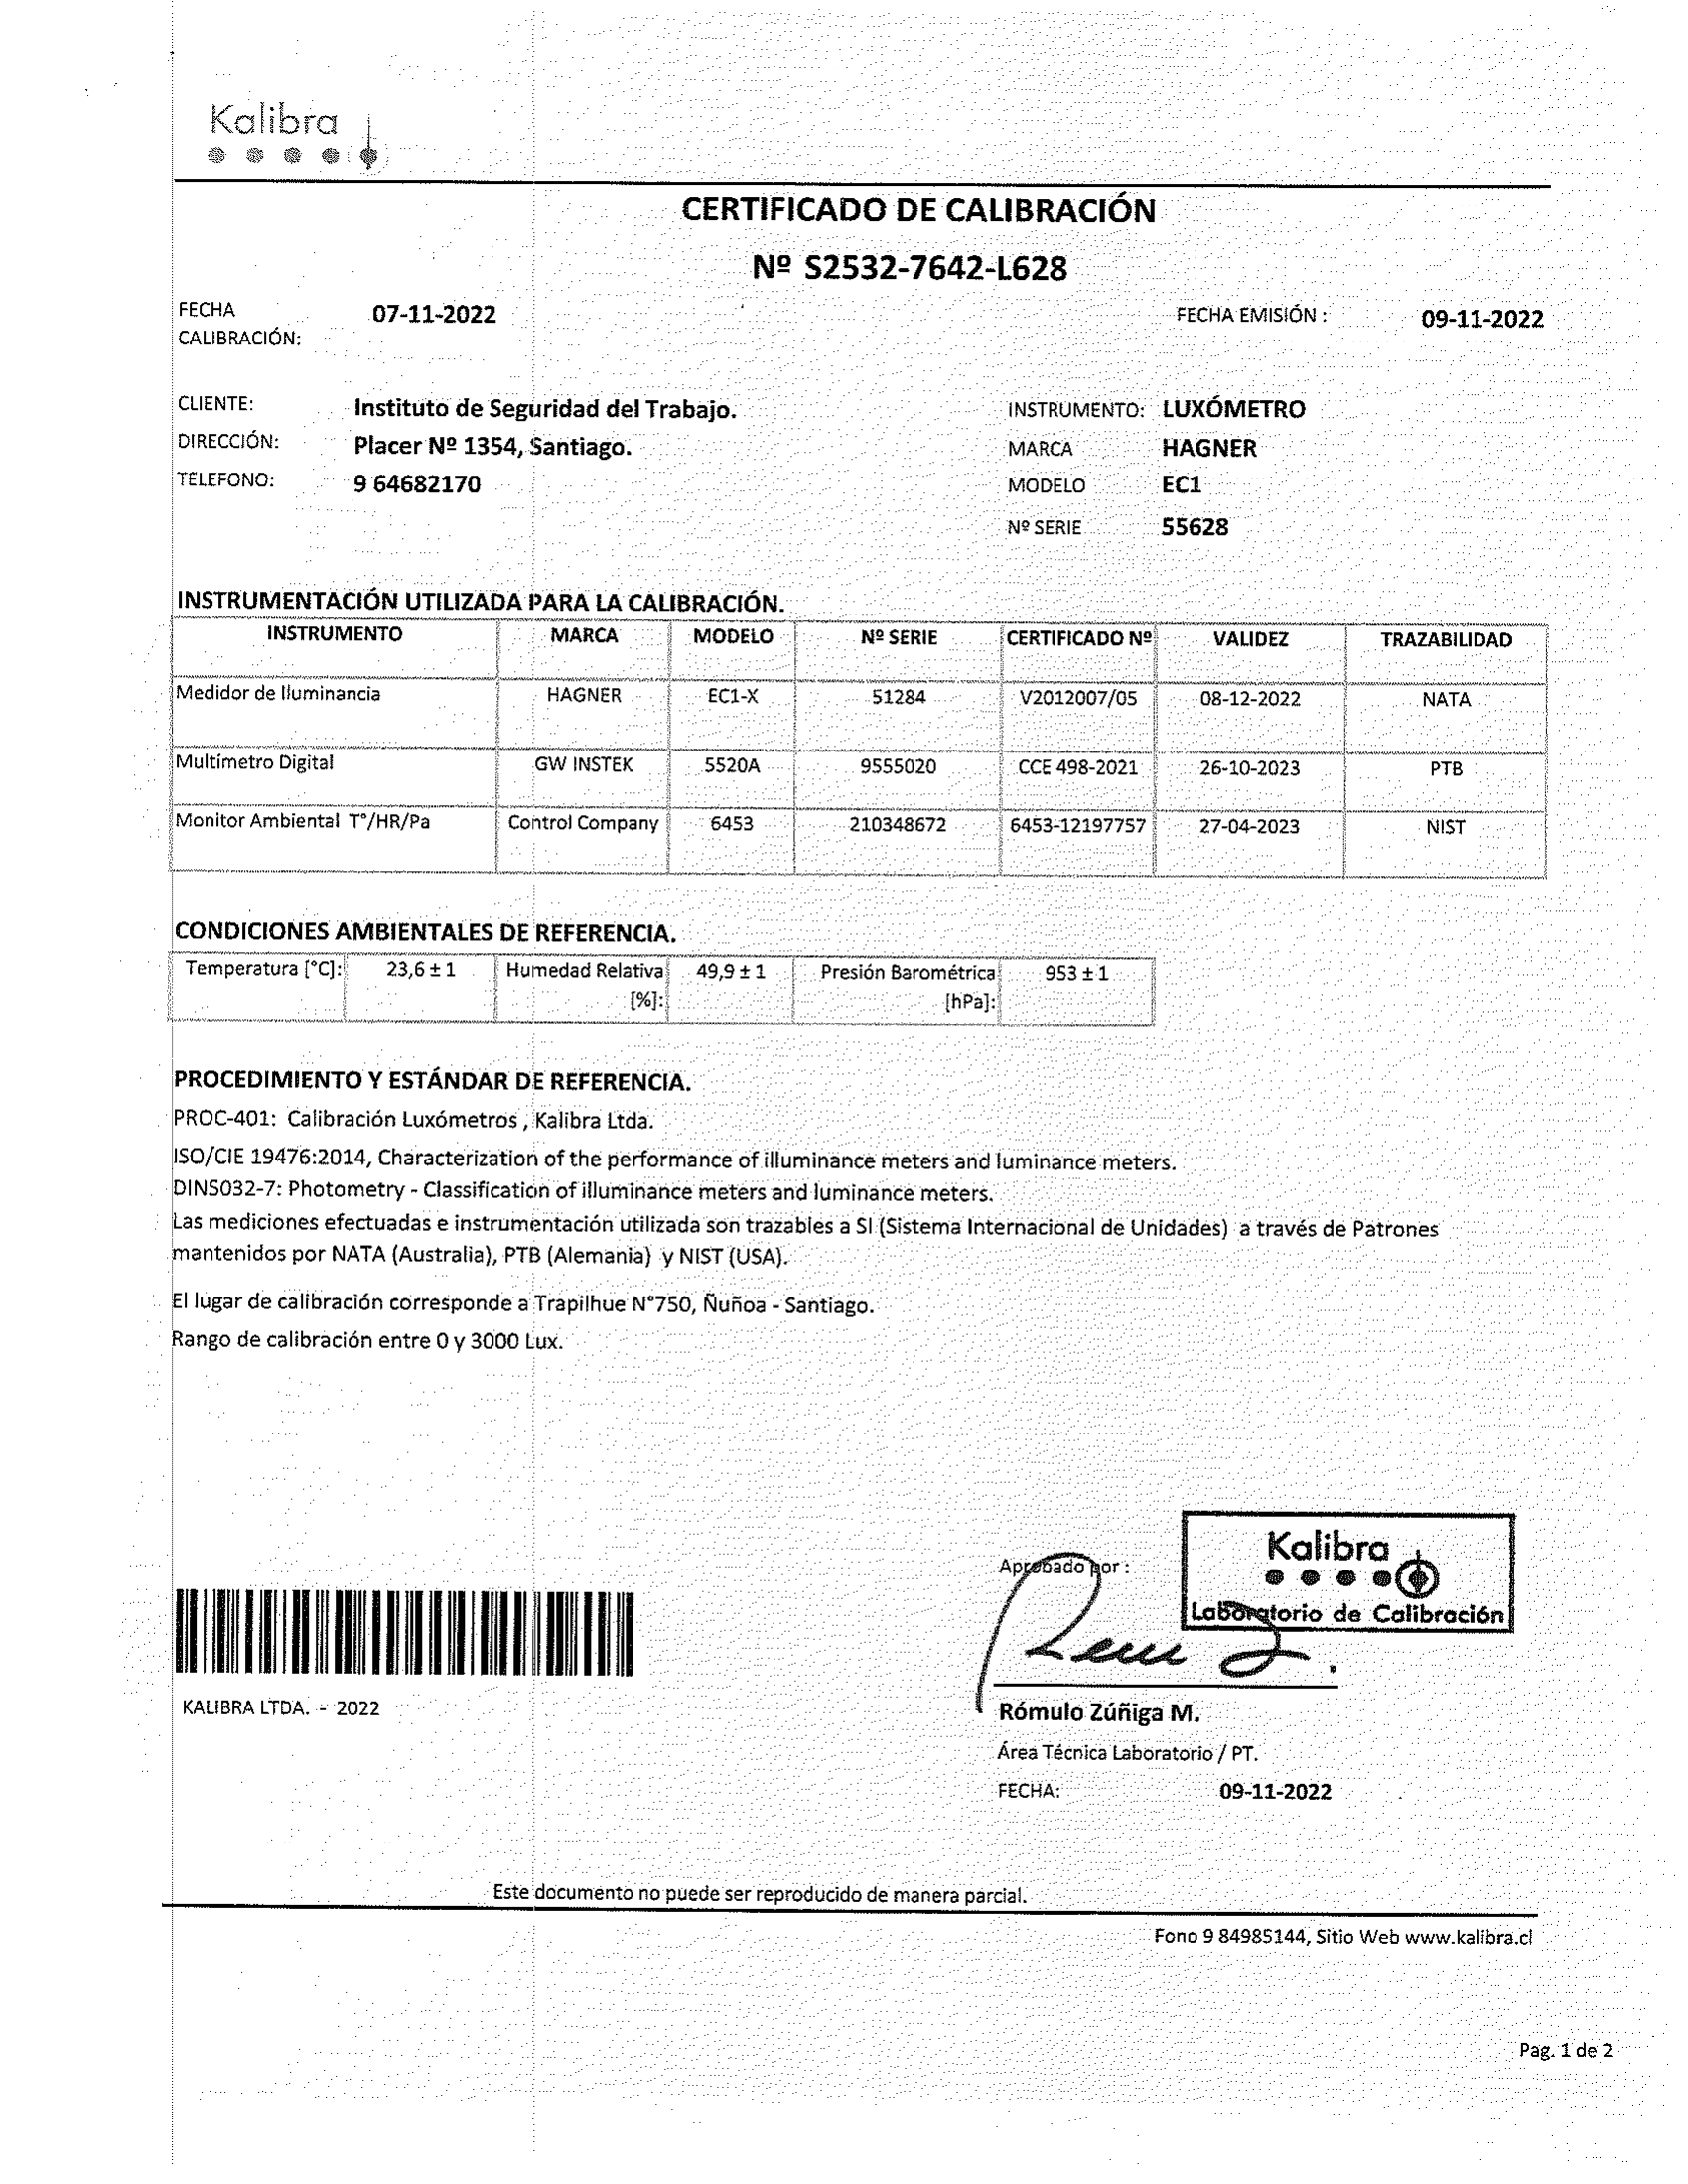 Kalibra
CERTIFICADO DE CALIBRACIÓN
Nº S2532-7642-L628
FECHA CALIBRACIÓN: 07-11-2022 FECHA EMISIÓN : 09-11-2022
CLIENTE: Instituto de Seguridad del Trabajo. INSTRUMENTO: LUXÓMETRO
DIRECCIÓN: Placer Nº 1354, Santiago. MARCA HAGNER
TELEFONO: 9 64682170 MODELO EC1
Nº SERIE 55628
INSTRUMENTACIÓN UTILIZADA PARA LA CALIBRACIÓN.
INSTRUMENTO MARCA MODELO Nº SERIE CERTIFICADO Nº VALIDEZ TRAZABILIDAD
Medidor de Iluminancia HAGNER EC1-X 51284 V2012007/05 08-12-2022 NATA
Multímetro Digital GW INSTEK 5520A 9555020 CCE 498-2021 26-10-2023 PTB
Monitor Ambiental T°/HR/Pa Control Company 6453 210348672 6453-12197757 27-04-2023 NIST
CONDICIONES AMBIENTALES DE REFERENCIA.
Temperatura [°C]: 23,6 ± 1 Humedad Relativa [%]: 49,9 ± 1 Presión Barométrica [hPa]: 953 ± 1
PROCEDIMIENTO Y ESTÁNDAR DE REFERENCIA.
PROC-401: Calibración Luxómetros , Kalibra Ltda.
ISO/CIE 19476:2014, Characterization of the performance of illuminance meters and luminance meters.
DIN5032-7: Photometry - Classification of illuminance meters and luminance meters.
Las mediciones efectuadas e instrumentación utilizada son trazables a SI (Sistema Internacional de Unidades) a través de Patrones
mantenidos por NATA (Australia), PTB (Alemania) y NIST (USA).
El lugar de calibración corresponde a Trapilhue N°750, Ñuñoa - Santiago.
Rango de calibración entre 0 y 3000 Lux.
Kalibra
Laboratorio de Calibración
Aprobado por :
KALIBRA LTDA. - 2022
Rómulo Zúñiga M.
Área Técnica Laboratorio / PT.
FECHA: 09-11-2022
Este documento no puede ser reproducido de manera parcial.
Fono 9 84985144, Sitio Web www.kalibra.cl
Pag. 1 de 2